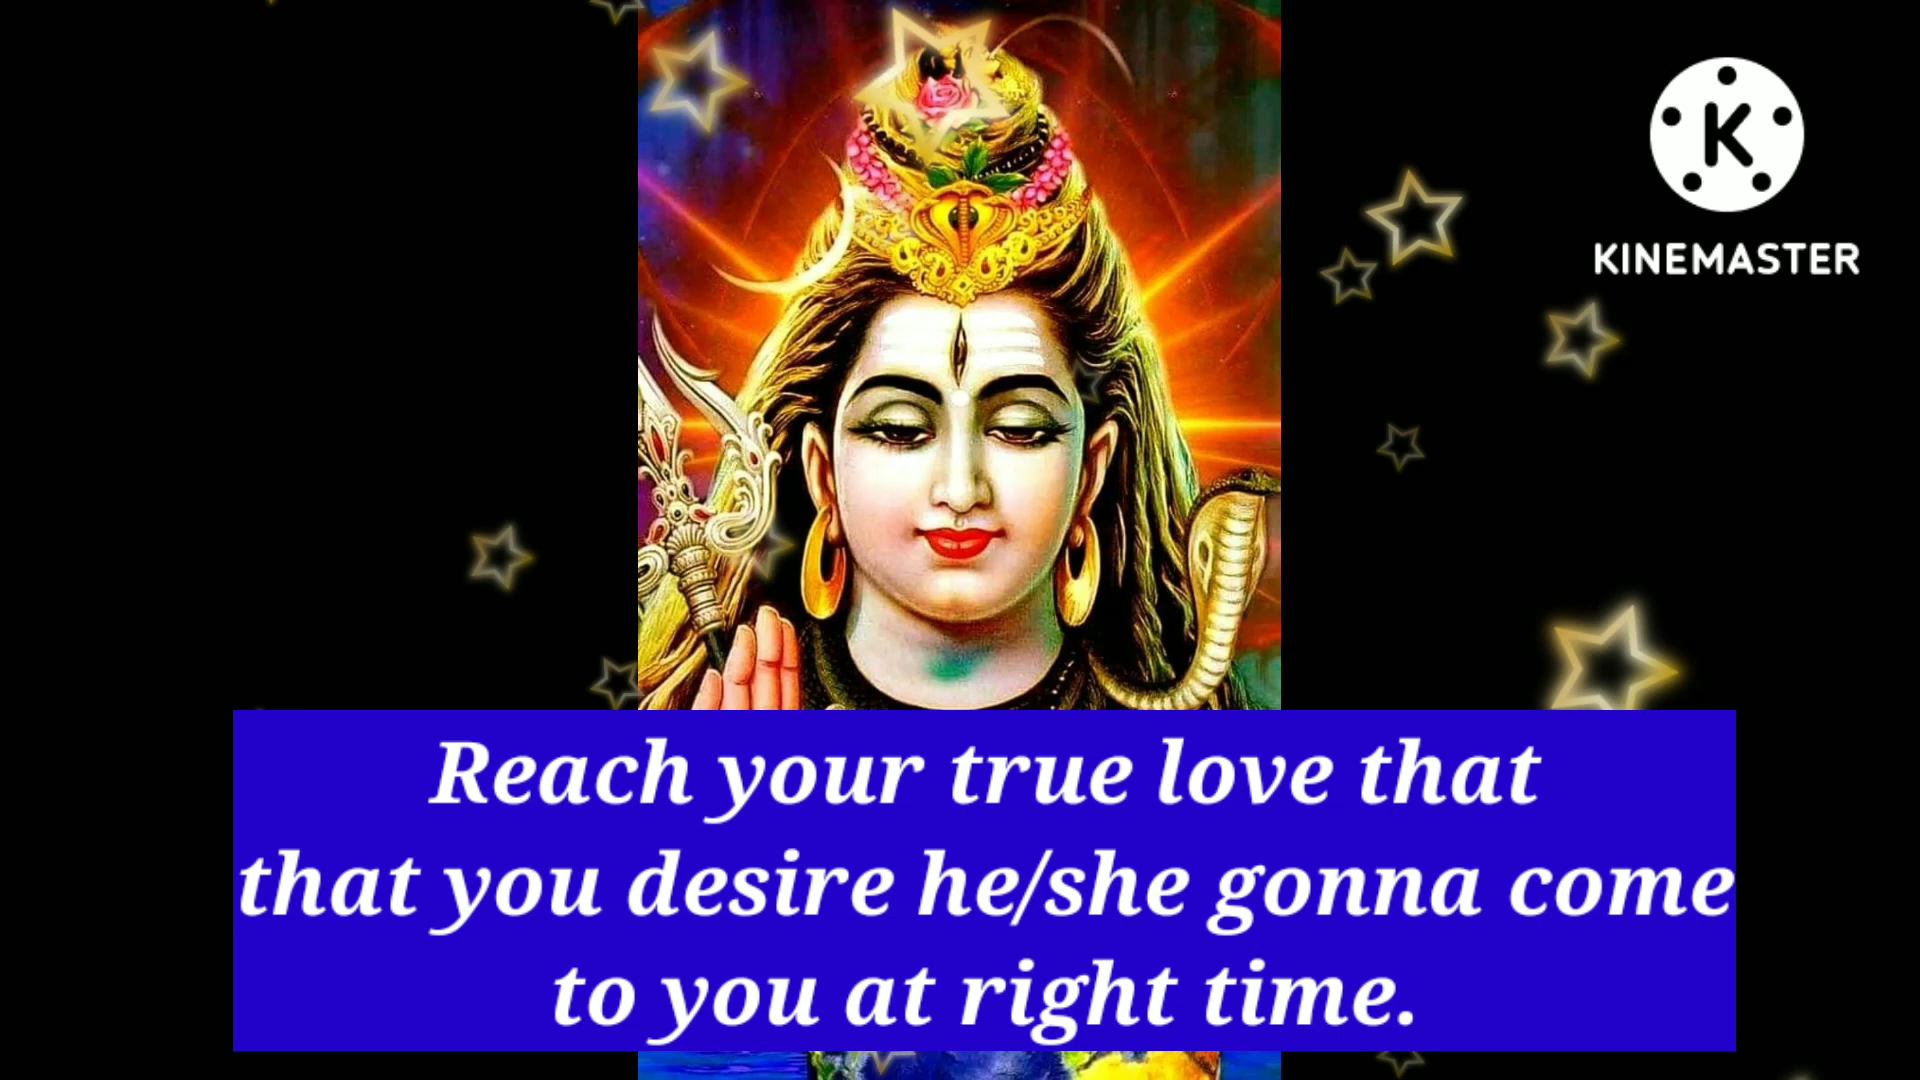 K
KINEMASTER
Reach your true love that
that you desire he/she gonna come
to you at right time.